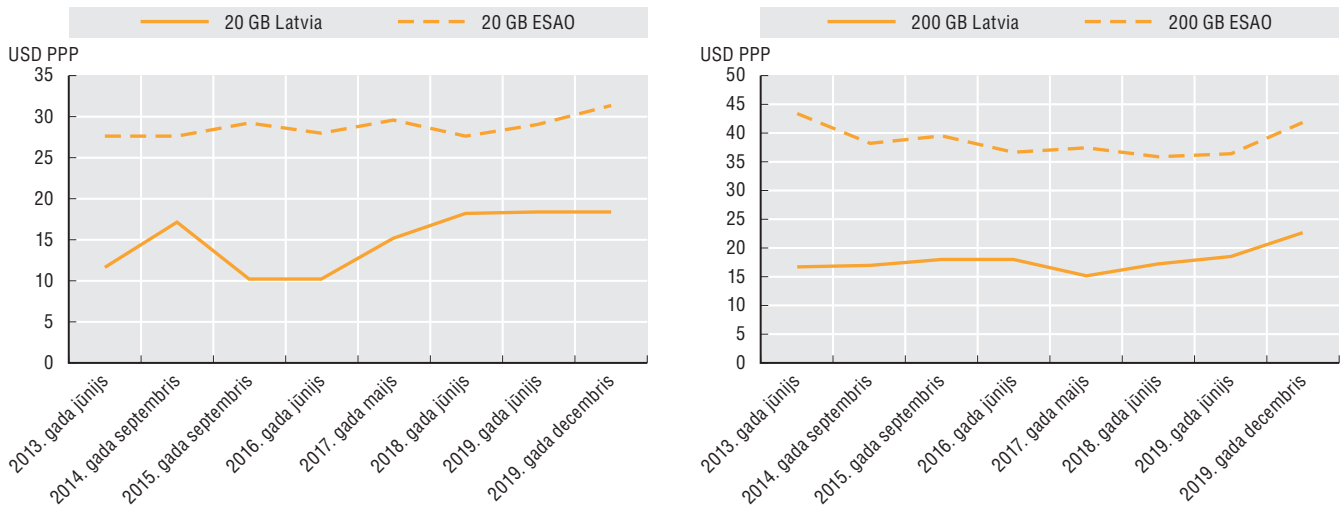 20 GB Latvia 20 GB ESAO
USD PPP
35
30
25
20
15
10
5
0
2013. gada jūnijs
2014. gada septembris
2015. gada septembris
2016. gada jūnijs
2017. gada maijs
2018. gada jūnijs
2019. gada jūnijs
2019. gada decembris
200 GB Latvia 200 GB ESAO
USD PPP
50
45
40
35
30
25
20
15
10
5
0
2013. gada jūnijs
2014. gada septembris
2015. gada septembris
2016. gada jūnijs
2017. gada maijs
2018. gada jūnijs
2019. gada jūnijs
2019. gada decembris